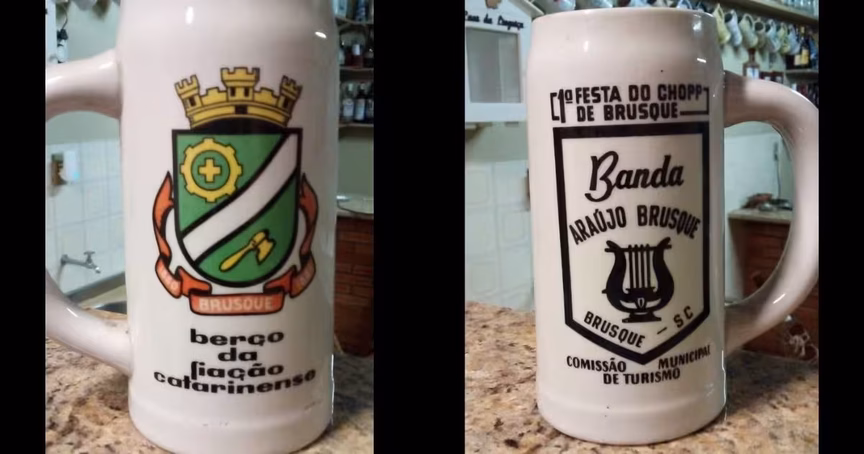 BRUSQUE
berço
da
fiação
catarinense
1ª FESTA DO CHOPP
DE BRUSQUE
Banda
ARAÚJO BRUSQUE
BRUSQUE - SC
COMISSÃO MUNICIPAL
DE TURISMO